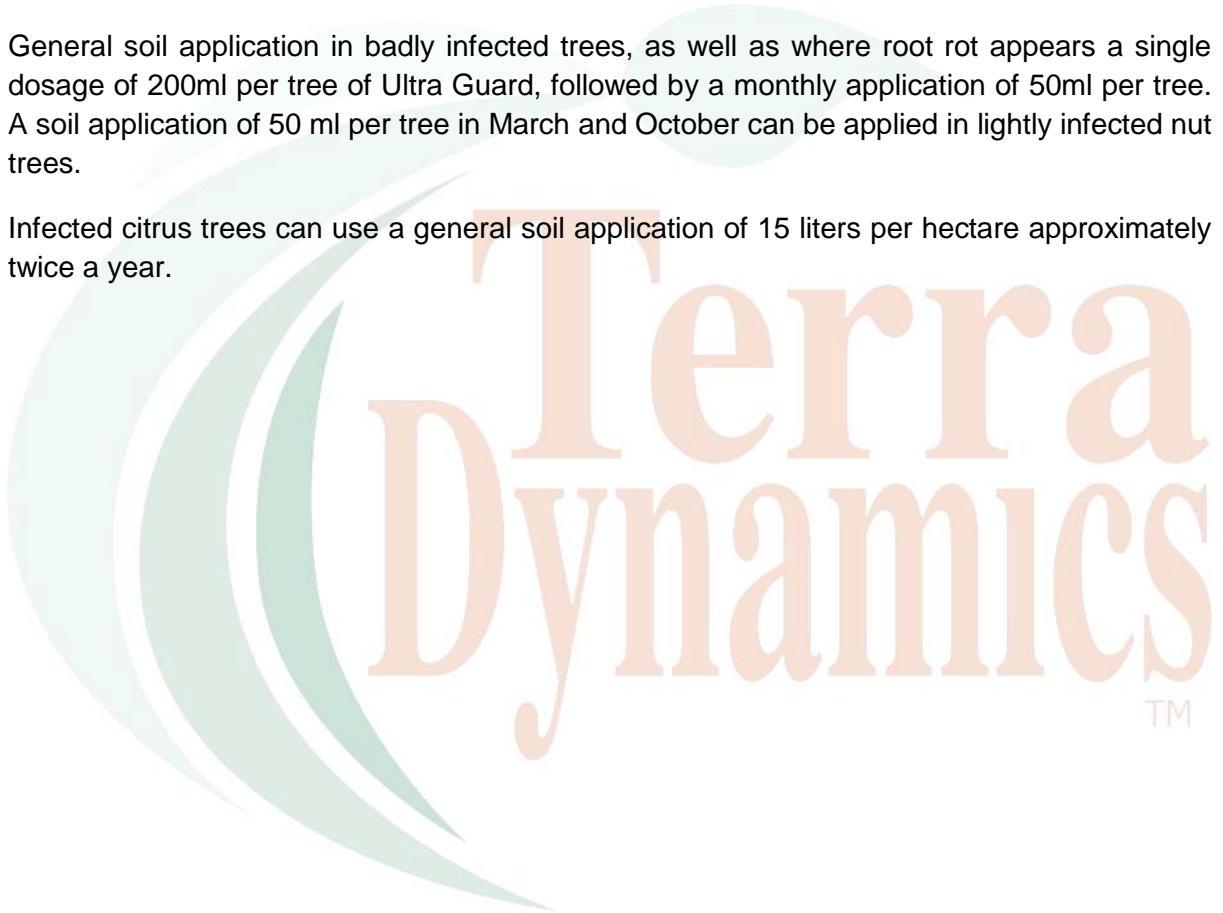 General soil application in badly infected trees, as well as where root rot appears a single
dosage of 200ml per tree of Ultra Guard, followed by a monthly application of 50ml per tree.
A soil application of 50 ml per tree in March and October can be applied in lightly infected nut
trees.
Infected citrus trees can use a general soil application of 15 liters per hectare approximately
twice a year.
Terra
Dynamics
TM